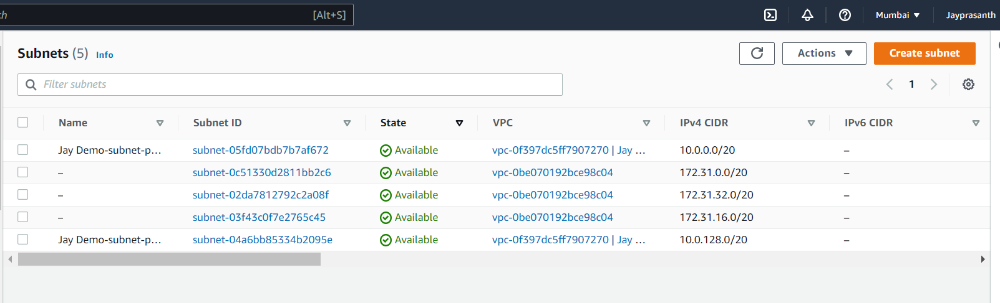 [Alt+S] Mumbai Jayprasanth
Subnets (5) Info Actions Create subnet
Filter subnets 1
Name Subnet ID State VPC IPv4 CIDR IPv6 CIDR
Jay Demo-subnet-p... subnet-05fd07bdb7b7af672 Available vpc-0f397dc5ff7907270 | Jay ... 10.0.0.0/20 –
– subnet-0c51330d2811bb2c6 Available vpc-0be070192bce98c04 172.31.0.0/20 –
– subnet-02da7812792c2a08f Available vpc-0be070192bce98c04 172.31.32.0/20 –
– subnet-03f43c0f7e2765c45 Available vpc-0be070192bce98c04 172.31.16.0/20 –
Jay Demo-subnet-p... subnet-04a6bb85334b2095e Available vpc-0f397dc5ff7907270 | Jay ... 10.0.128.0/20 –